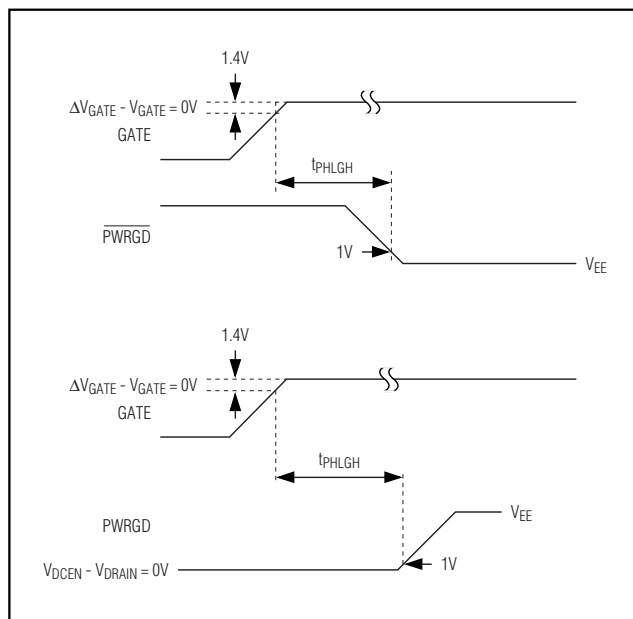 1.4V
ΔVGATE - VGATE = 0V
GATE
tPHLGH
P̅W̅R̅G̅D̅
1V
VEE
1.4V
ΔVGATE - VGATE = 0V
GATE
tPHLGH
PWRGD
VEE
VDCEN - VDRAIN = 0V
1V